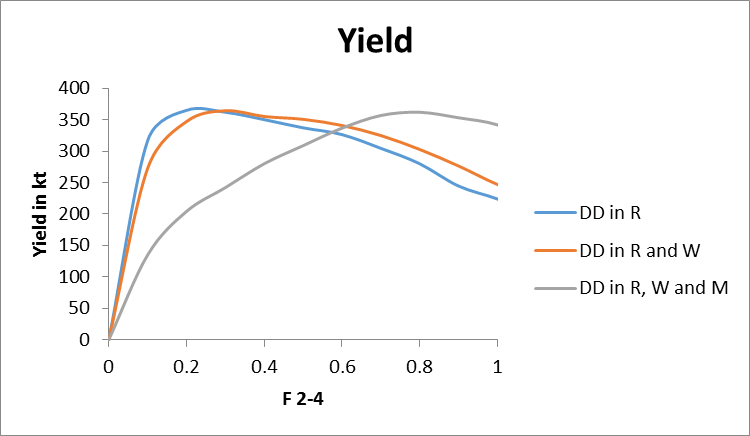 Yield
Yield in kt
400
350
300
250
200
150
100
50
0
0 0.2 0.4 0.6 0.8 1
F 2-4
DD in R
DD in R and W
DD in R, W and M